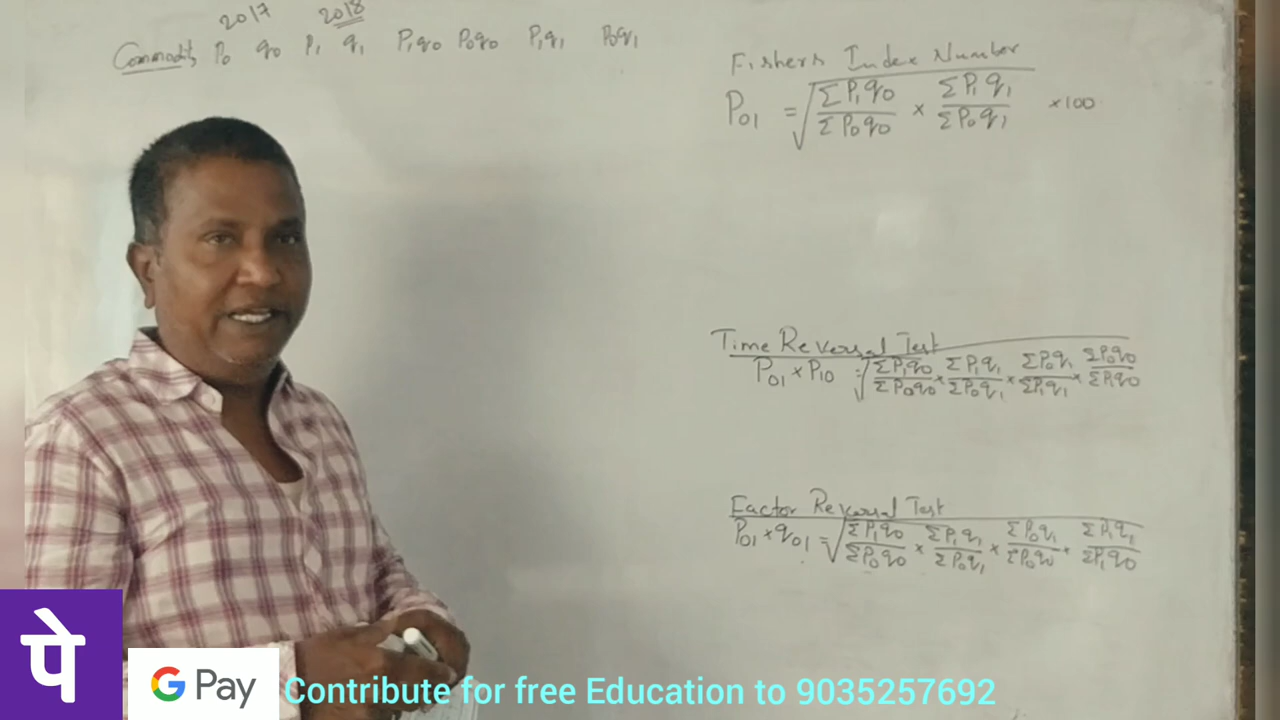 2017 2018
Commodity P₀ q₀ P₁ q₁ P₁q₀ P₀q₀ P₁q₁ P₀q₁
Fishers Index Number
P₀₁ = √ ΣP₁q₀/ΣP₀q₀ × ΣP₁q₁/ΣP₀q₁ ×100
Time Reversal Test
P₀₁ × P₁₀ = √ ΣP₁q₀/ΣP₀q₀ × ΣP₁q₁/ΣP₀q₁ × ΣP₀q₁/ΣP₁q₁ × ΣP₀q₀/ΣP₁q₀
Factor Reversal Test
P₀₁ × q₀₁ = √ ΣP₁q₀/ΣP₀q₀ × ΣP₁q₁/ΣP₀q₁ × ΣP₀q₁/ΣP₀q₀ × ΣP₁q₁/ΣP₁q₀
पे
G Pay
Contribute for free Education to 9035257692